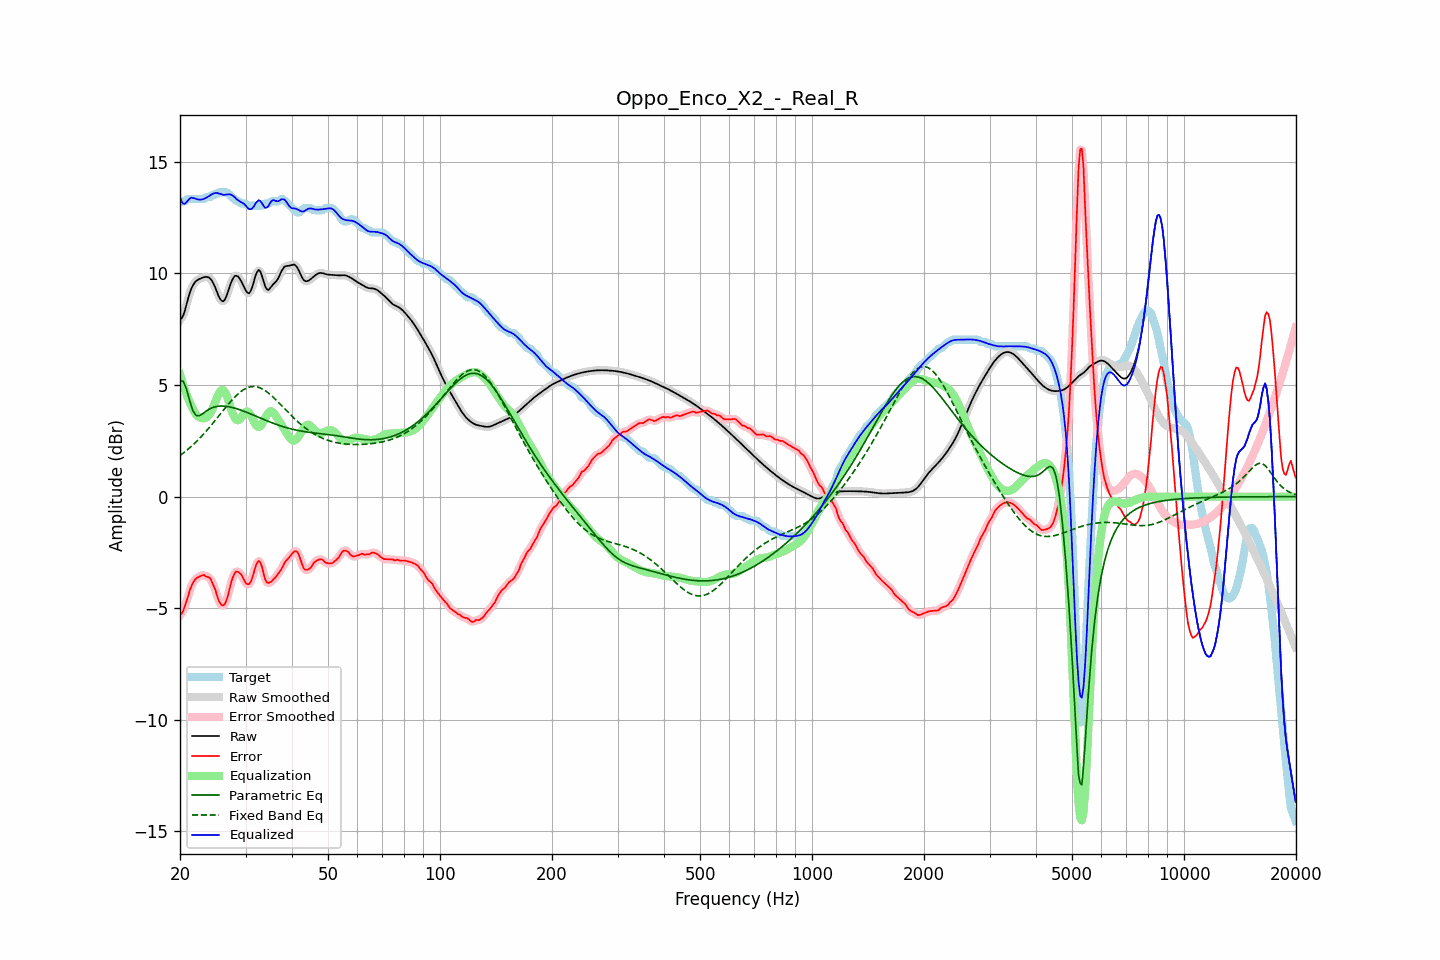 Oppo_Enco_X2_-_Real_R
Amplitude (dBr)
15
10
5
0
−5
−10
−15
Target
Raw Smoothed
Error Smoothed
Raw
Error
Equalization
Parametric Eq
Fixed Band Eq
Equalized
20 50 100 200 500 1000 2000 5000 10000 20000
Frequency (Hz)